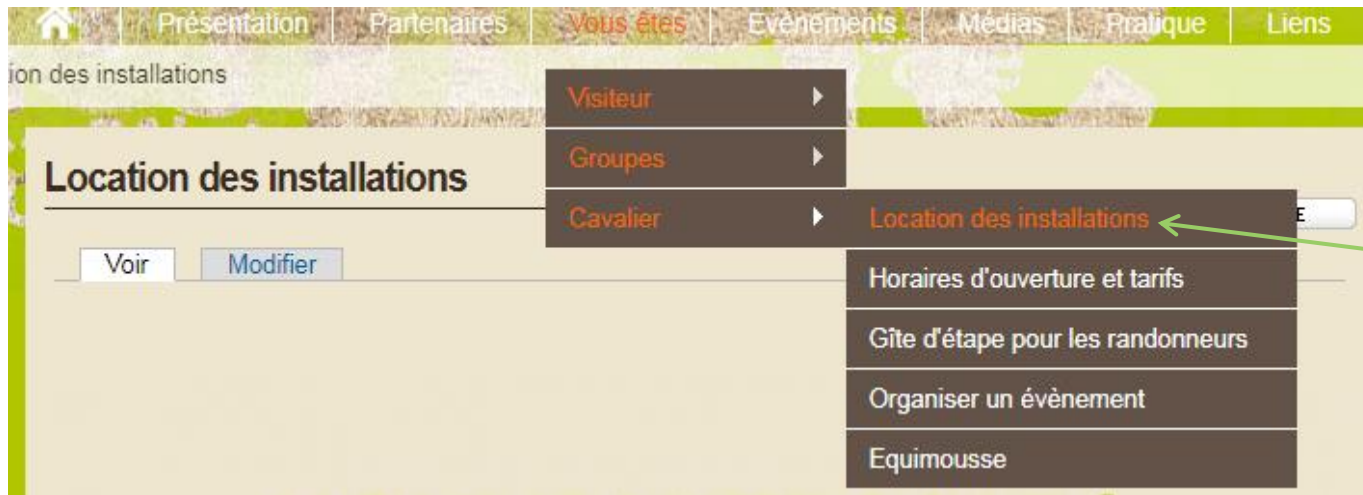 Présentation Partenaires Vous êtes Evènements Médias Pratique Liens
ion des installations
Visiteur
Groupes
Location des installations
Cavalier
Location des installations
E
Voir Modifier
Horaires d'ouverture et tarifs
Gîte d'étape pour les randonneurs
Organiser un évènement
Equimousse